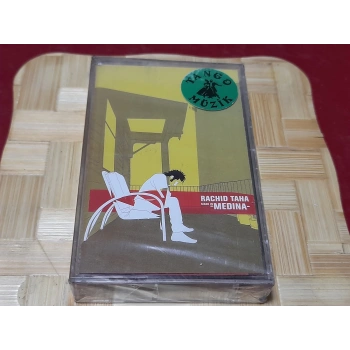 TANGO
MÜZİK
RACHID TAHA
"MEDINA-